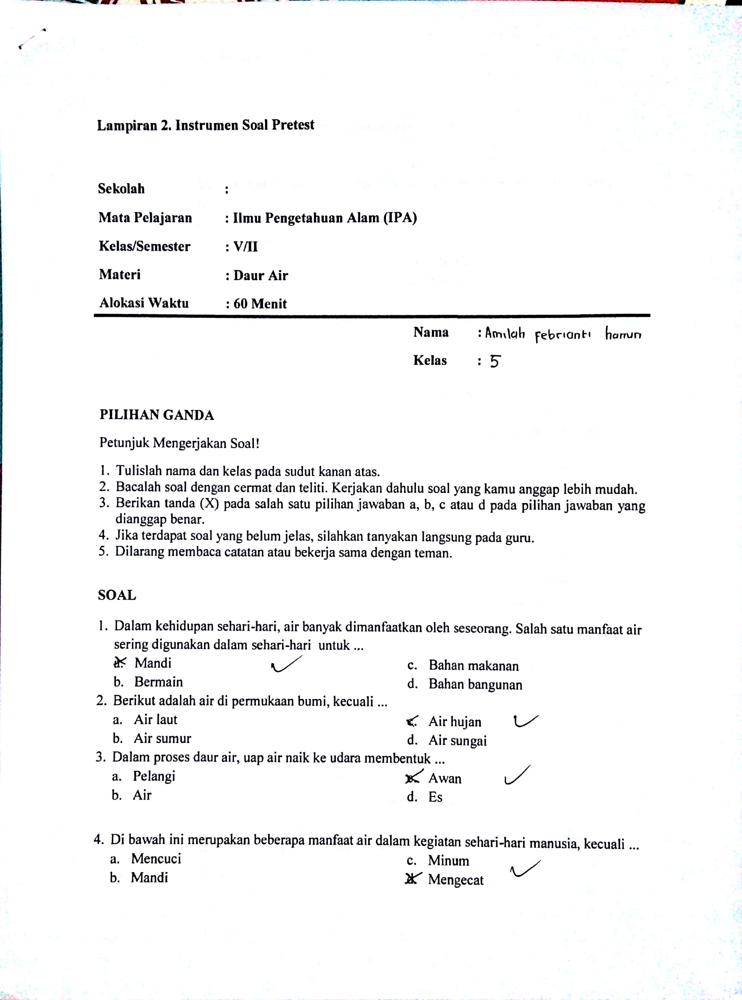 Lampiran 2. Instrumen Soal Pretest
Sekolah :
Mata Pelajaran : Ilmu Pengetahuan Alam (IPA)
Kelas/Semester : V/II
Materi : Daur Air
Alokasi Waktu : 60 Menit
Nama : Amilah Febrianti hanun
Kelas : 5
PILIHAN GANDA
Petunjuk Mengerjakan Soal!
1. Tulislah nama dan kelas pada sudut kanan atas.
2. Bacalah soal dengan cermat dan teliti. Kerjakan dahulu soal yang kamu anggap lebih mudah.
3. Berikan tanda (X) pada salah satu pilihan jawaban a, b, c atau d pada pilihan jawaban yang
dianggap benar.
4. Jika terdapat soal yang belum jelas, silahkan tanyakan langsung pada guru.
5. Dilarang membaca catatan atau bekerja sama dengan teman.
SOAL
1. Dalam kehidupan sehari-hari, air banyak dimanfaatkan oleh seseorang. Salah satu manfaat air
sering digunakan dalam sehari-hari untuk ...
a. Mandi c. Bahan makanan
b. Bermain d. Bahan bangunan
2. Berikut adalah air di permukaan bumi, kecuali ...
a. Air laut c. Air hujan
b. Air sumur d. Air sungai
3. Dalam proses daur air, uap air naik ke udara membentuk ...
a. Pelangi c. Awan
b. Air d. Es
4. Di bawah ini merupakan beberapa manfaat air dalam kegiatan sehari-hari manusia, kecuali ...
a. Mencuci c. Minum
b. Mandi d. Mengecat